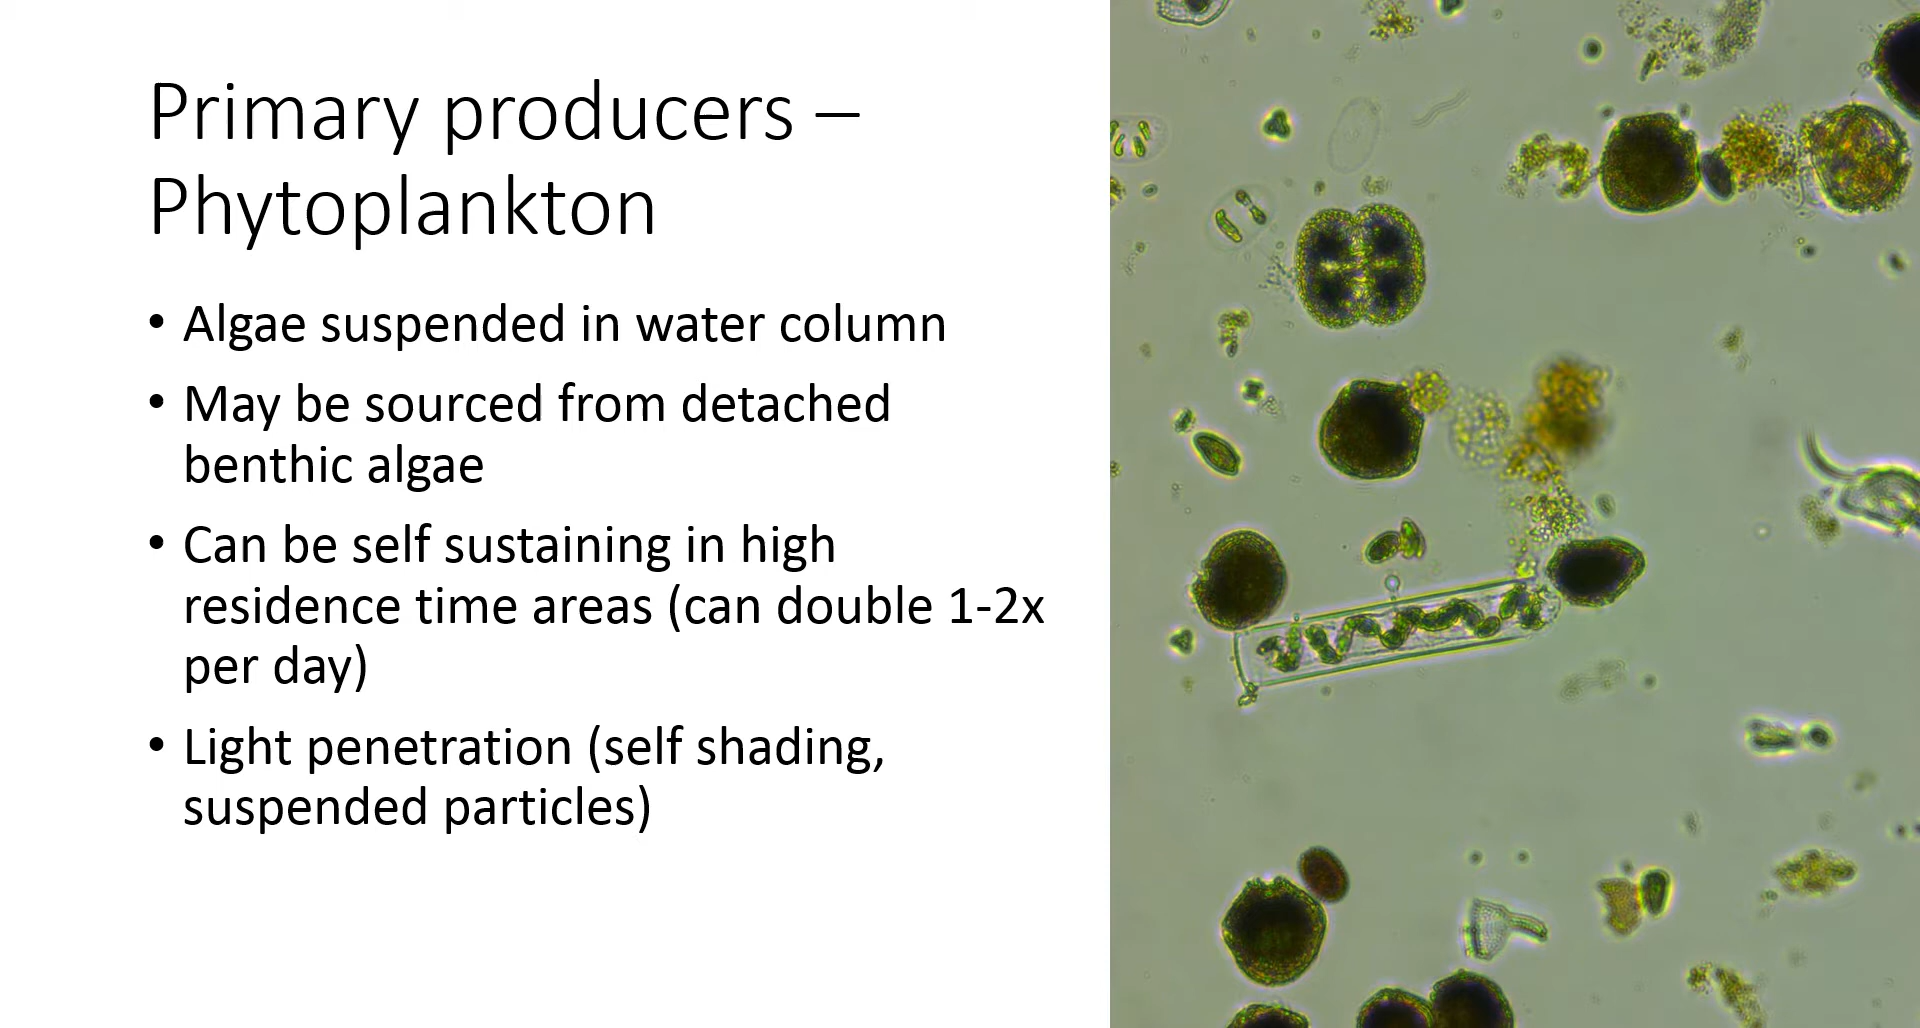 Primary producers –
Phytoplankton
• Algae suspended in water column
• May be sourced from detached
benthic algae
• Can be self sustaining in high
residence time areas (can double 1-2x
per day)
• Light penetration (self shading,
suspended particles)